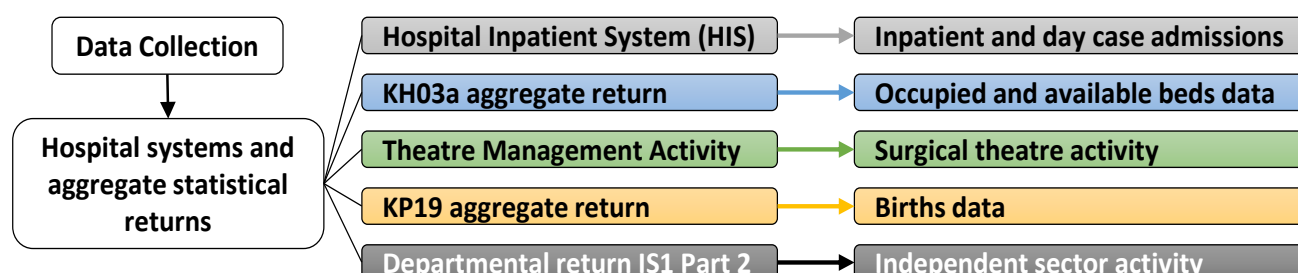 Data Collection
Hospital systems and
aggregate statistical
returns
Hospital Inpatient System (HIS)
Inpatient and day case admissions
KH03a aggregate return
Occupied and available beds data
Theatre Management Activity
Surgical theatre activity
KP19 aggregate return
Births data
Departmental return IS1 Part 2
Independent sector activity